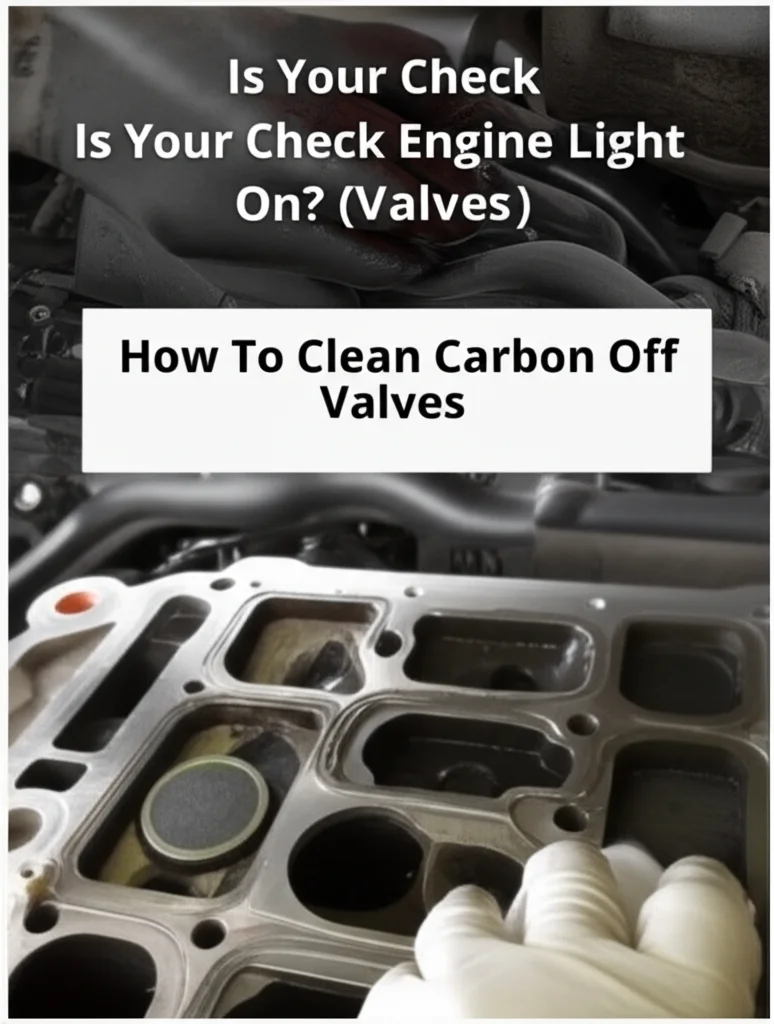 Is Your Check
Is Your Check Engine Light
On? (Valves)
How To Clean Carbon Off
Valves